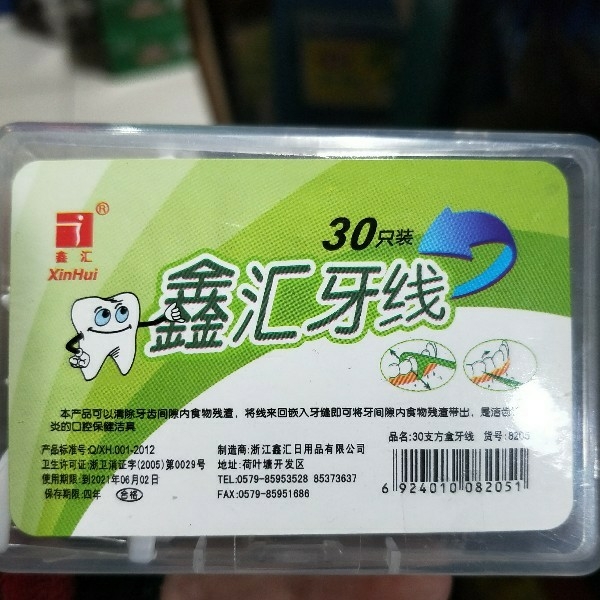 ®
鑫汇
XinHui
30只装
鑫汇牙线
本产品可以清除牙齿间隙内食物残渣,将线来回嵌入牙缝即可将牙间隙内食物残渣带出,是洁齿
炎的口腔保健洁具
产品标准号:Q/XH.001-2012
卫生许可证:浙卫消证字(2005)第0029号
使用期限:到2021年06月02日
保存期限:四年 合格
制造商:浙江鑫汇日用品有限公司
地址:荷叶塘开发区
TEL:0579-85953528 85373637
FAX:0579-85951686
品名:30支方盒牙线 货号:8205
6 924010 082051